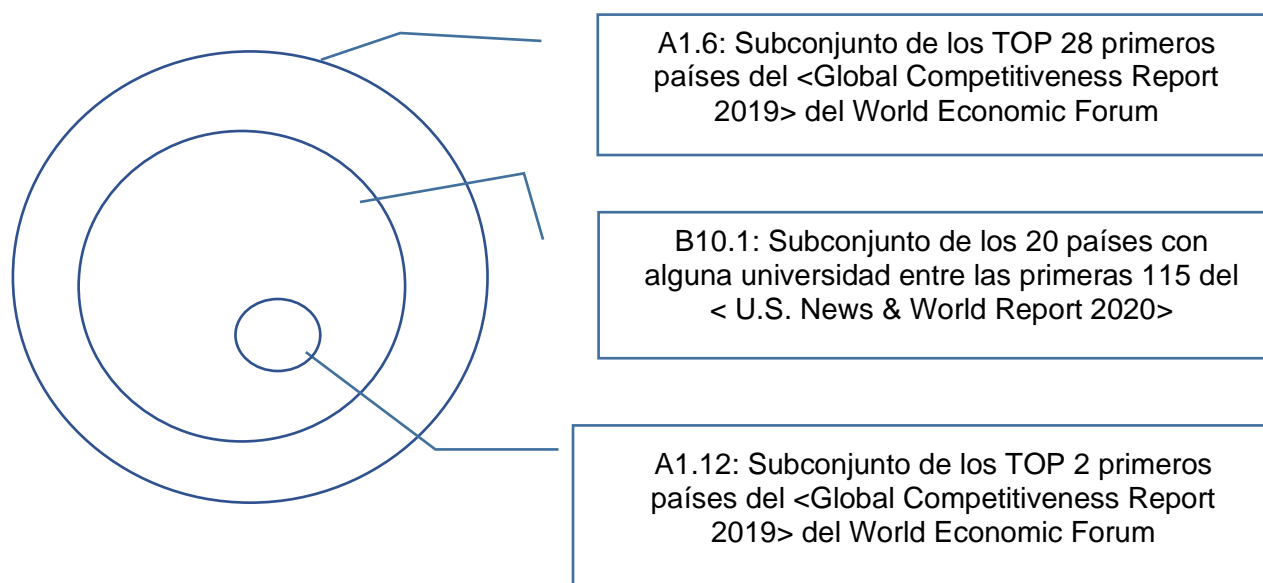 A1.6: Subconjunto de los TOP 28 primeros
países del <Global Competitiveness Report
2019> del World Economic Forum
B10.1: Subconjunto de los 20 países con
alguna universidad entre las primeras 115 del
< U.S. News & World Report 2020>
A1.12: Subconjunto de los TOP 2 primeros
países del <Global Competitiveness Report
2019> del World Economic Forum